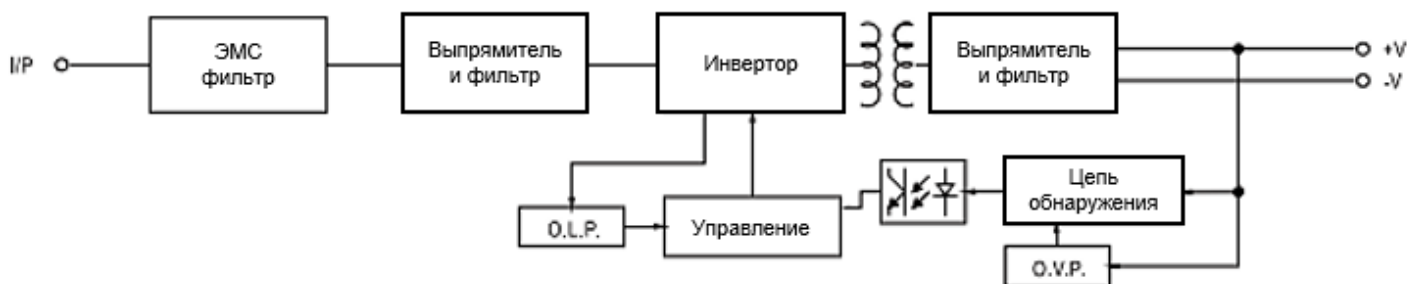 I/P
ЭМС
фильтр
Выпрямитель
и фильтр
Инвертор
Выпрямитель
и фильтр
+V
-V
O.L.P.
Управление
Цепь
обнаружения
O.V.P.